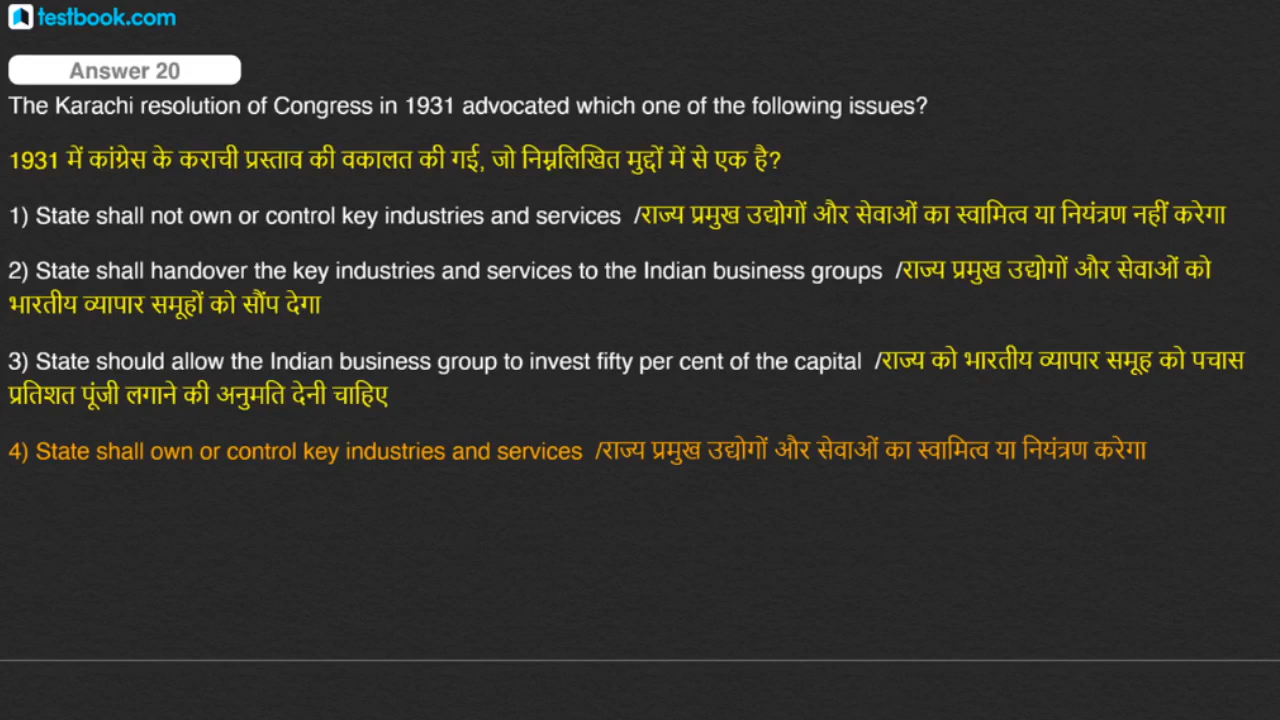 testbook.com
Answer 20
The Karachi resolution of Congress in 1931 advocated which one of the following issues?
1931 में कांग्रेस के कराची प्रस्ताव की वकालत की गई, जो निम्नलिखित मुद्दों में से एक है?
1) State shall not own or control key industries and services /राज्य प्रमुख उद्योगों और सेवाओं का स्वामित्व या नियंत्रण नहीं करेगा
2) State shall handover the key industries and services to the Indian business groups /राज्य प्रमुख उद्योगों और सेवाओं को
भारतीय व्यापार समूहों को सौंप देगा
3) State should allow the Indian business group to invest fifty per cent of the capital /राज्य को भारतीय व्यापार समूह को पचास
प्रतिशत पूंजी लगाने की अनुमति देनी चाहिए
4) State shall own or control key industries and services /राज्य प्रमुख उद्योगों और सेवाओं का स्वामित्व या नियंत्रण करेगा